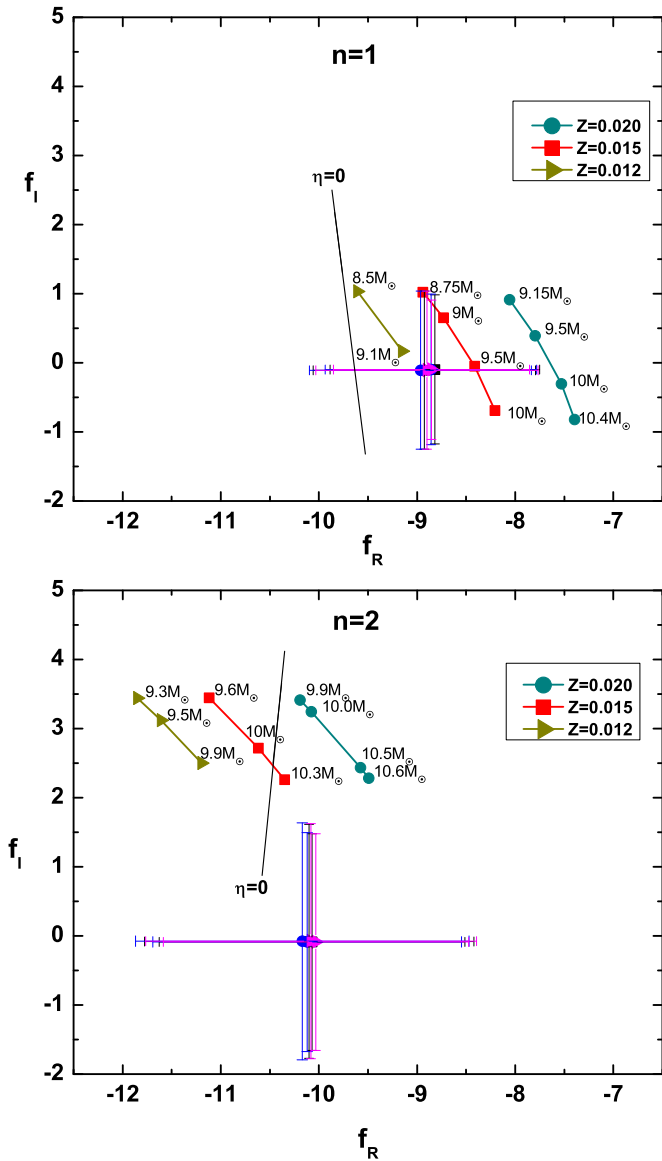 n=1
5
4
3
2
1
0
-1
-2
f_I
-12 -11 -10 -9 -8 -7
f_R
Z=0.020
Z=0.015
Z=0.012
η=0
8.5M☉
9.1M☉
8.75M☉
9M☉
9.5M☉
10M☉
9.15M☉
9.5M☉
10M☉
10.4M☉
n=2
5
4
3
2
1
0
-1
-2
f_I
-12 -11 -10 -9 -8 -7
f_R
Z=0.020
Z=0.015
Z=0.012
9.3M☉
9.5M☉
9.9M☉
9.6M☉
10M☉
10.3M☉
9.9M☉
10.0M☉
10.5M☉
10.6M☉
η=0